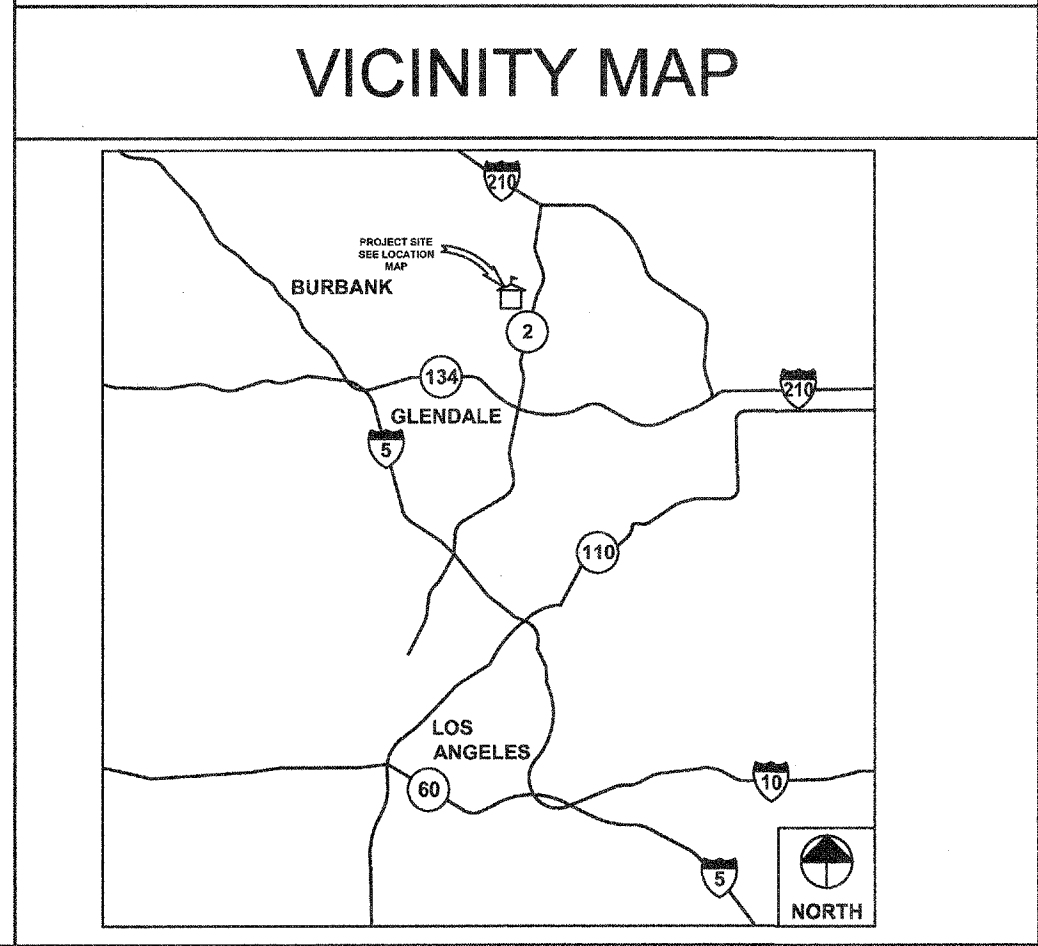 VICINITY MAP
210
PROJECT SITE
SEE LOCATION
MAP
BURBANK
2
134
210
GLENDALE
5
110
LOS
ANGELES
60
10
5
NORTH